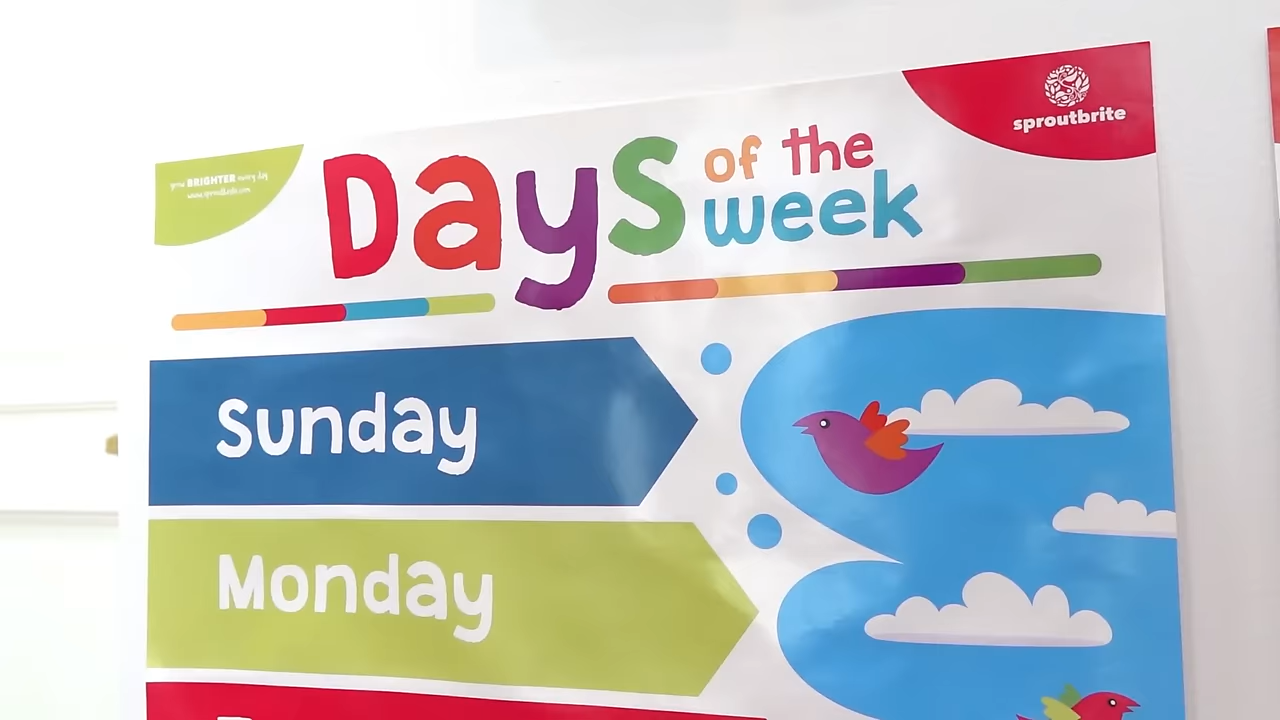 sproutbrite
grow BRIGHTER every day
www.sproutbrite.com
Days of the
week
Sunday
Monday